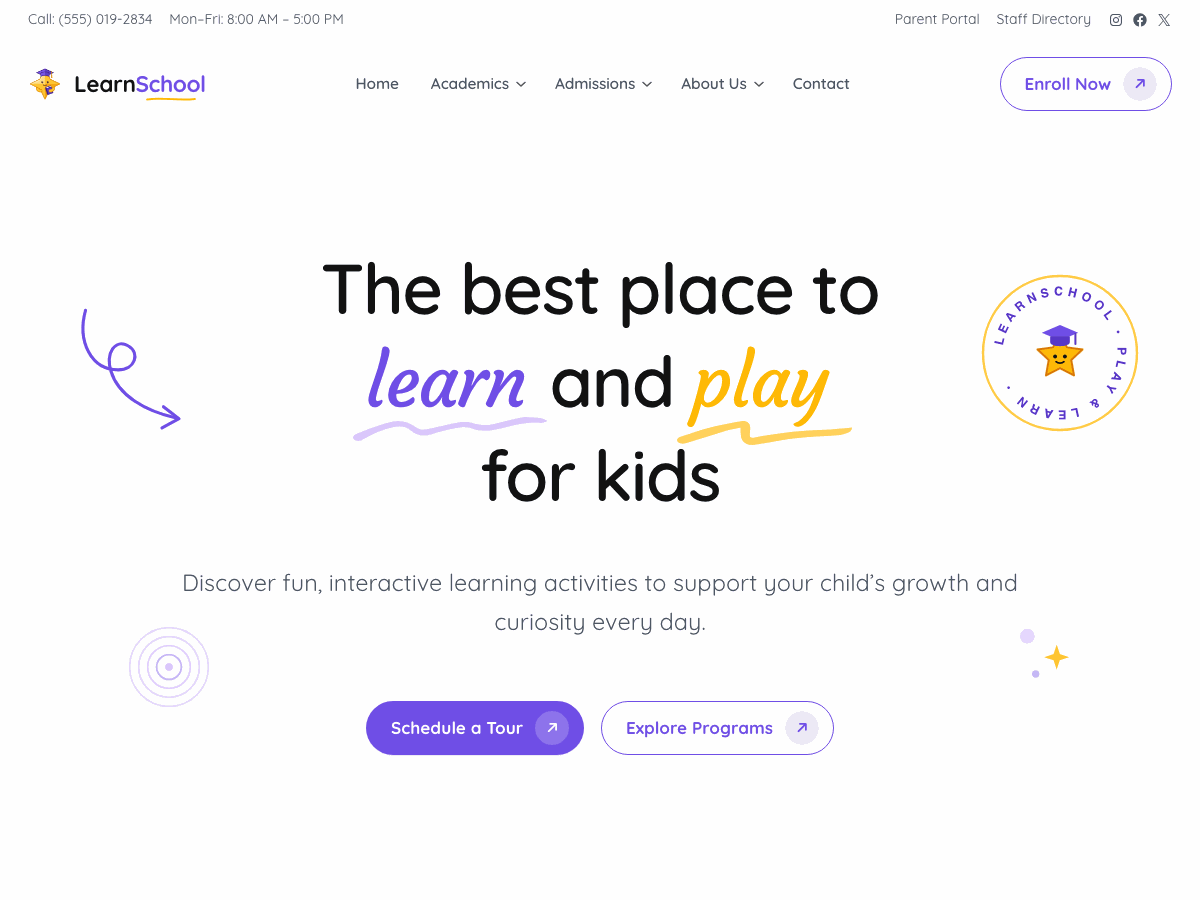 Call: (555) 019-2834 Mon–Fri: 8:00 AM – 5:00 PM Parent Portal Staff Directory
LearnSchool Home Academics Admissions About Us Contact Enroll Now
The best place to
learn and play
for kids
LEARNSCHOOL • PLAY & LEARN •
Discover fun, interactive learning activities to support your child’s growth and
curiosity every day.
Schedule a Tour Explore Programs